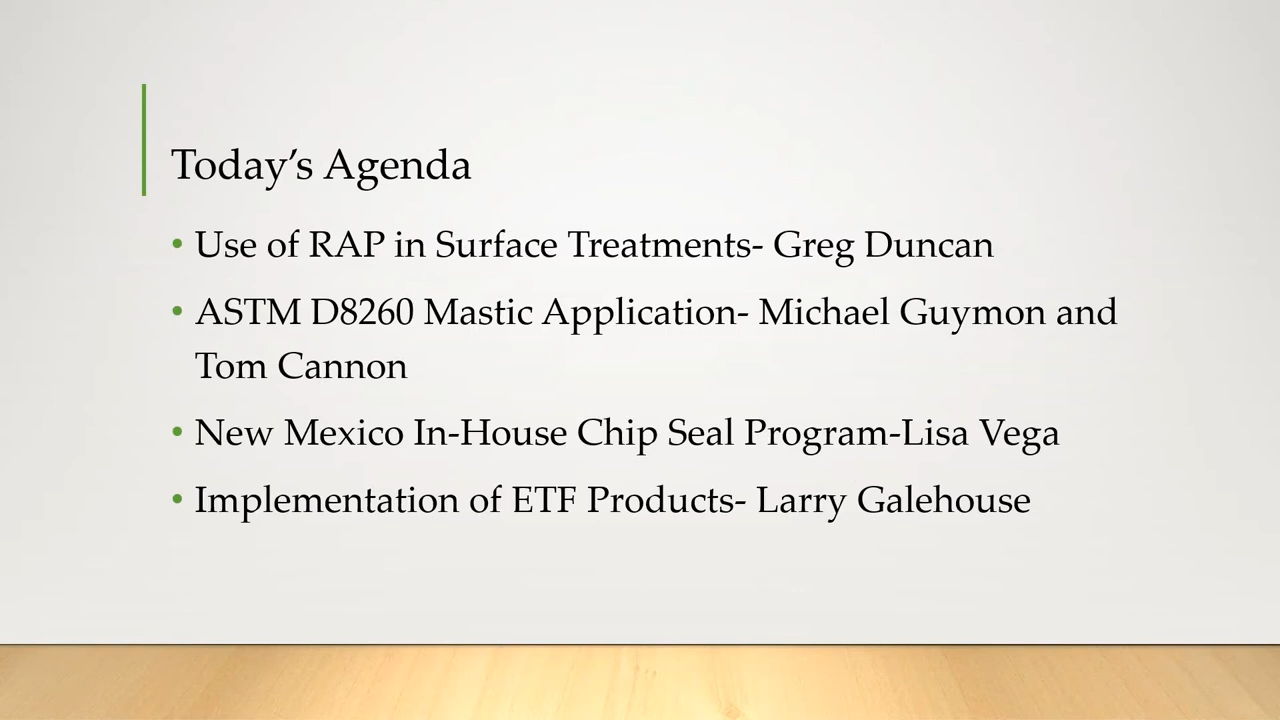 Today’s Agenda
• Use of RAP in Surface Treatments- Greg Duncan
• ASTM D8260 Mastic Application- Michael Guymon and
Tom Cannon
• New Mexico In-House Chip Seal Program-Lisa Vega
• Implementation of ETF Products- Larry Galehouse